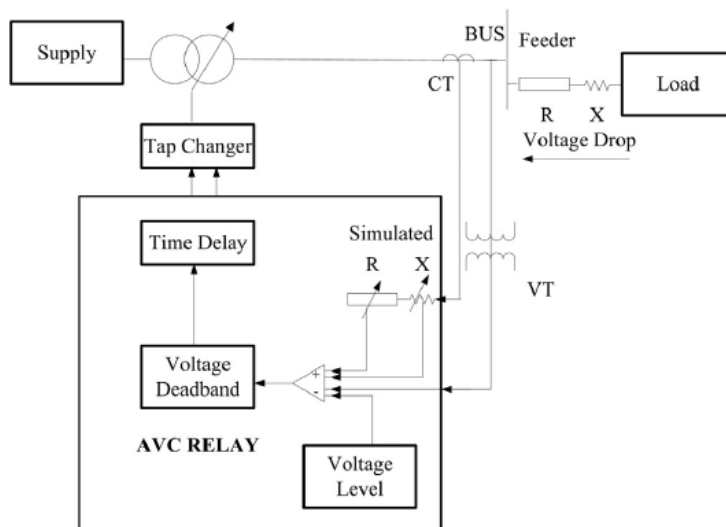 Supply
BUS
Feeder
CT
Load
R X
Voltage Drop
Tap Changer
Time Delay
Simulated
R X
VT
Voltage
Deadband
+
-
AVC RELAY
Voltage
Level